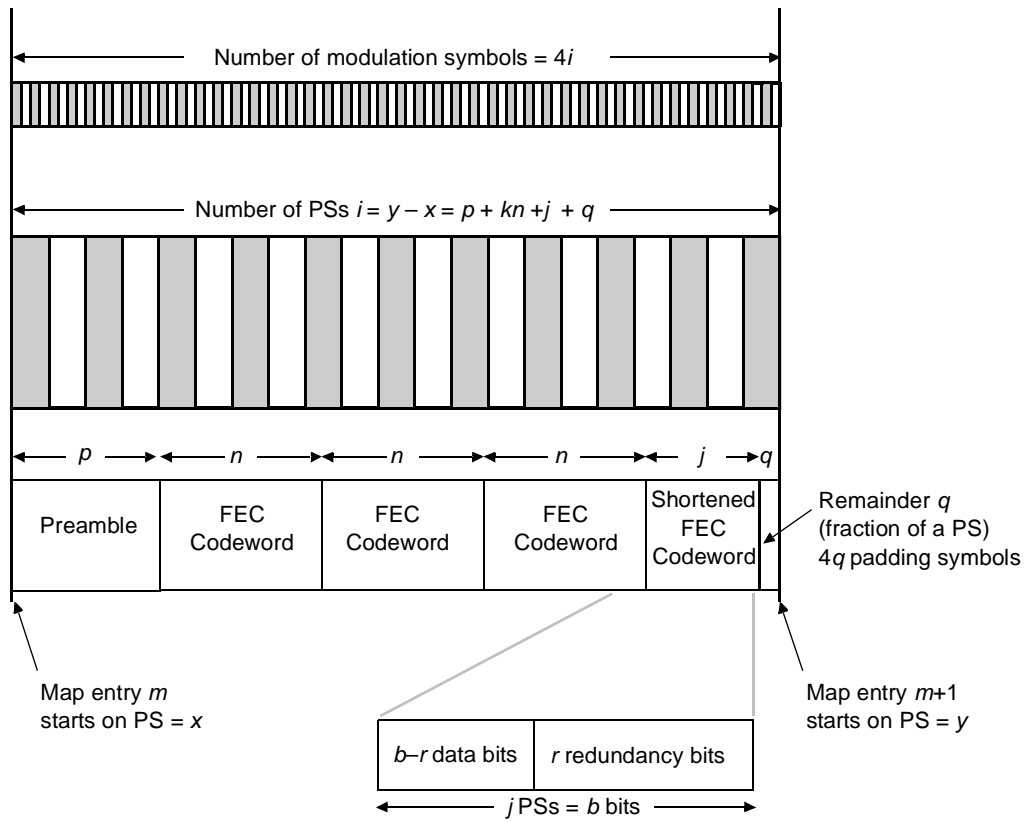 Number of modulation symbols = 4i
Number of PSs i = y – x = p + kn +j + q
p
n
n
n
j
q
Preamble
FEC
Codeword
FEC
Codeword
FEC
Codeword
Shortened
FEC
Codeword
Remainder q
(fraction of a PS)
4q padding symbols
Map entry m
starts on PS = x
Map entry m+1
starts on PS = y
b–r data bits
r redundancy bits
j PSs = b bits